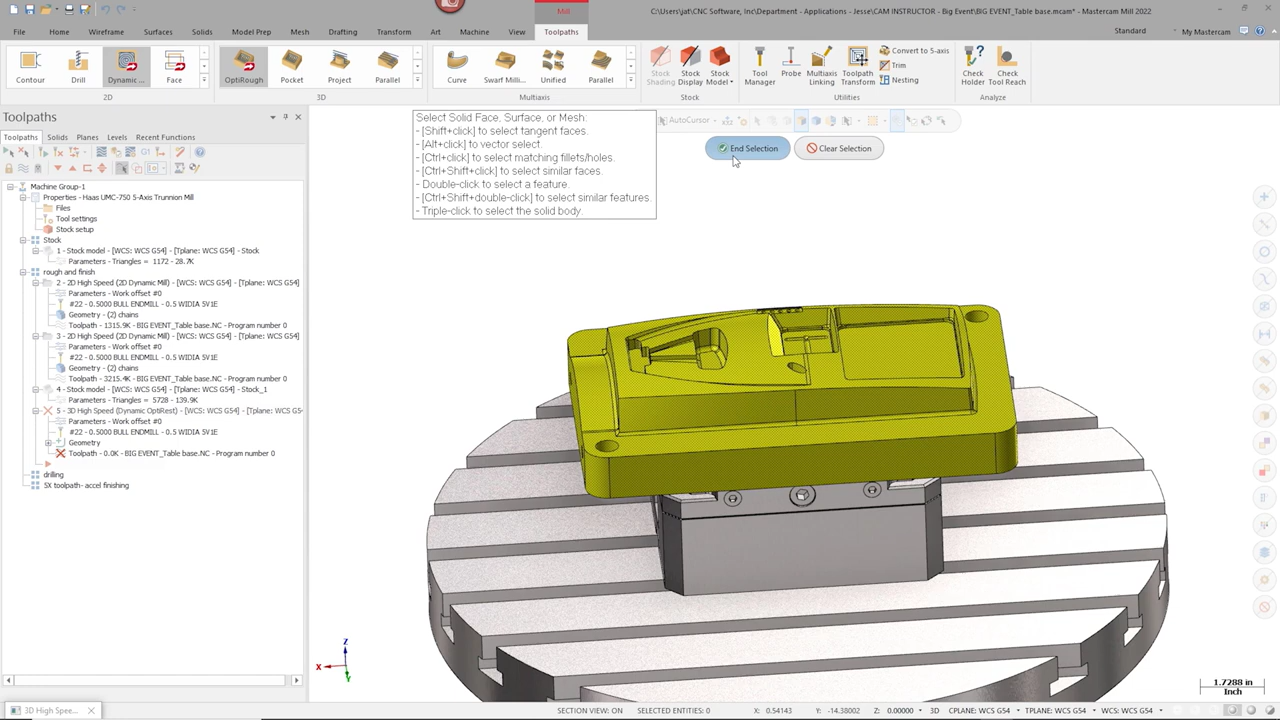 Mill
C:\Users\jat\CNC Software, Inc\Department - Applications - Jesse\CAM INSTRUCTOR - Big Event\BIG EVENT_Table base.mcam* - Mastercam Mill 2022
File Home Wireframe Surfaces Solids Model Prep Mesh Drafting Transform Art Machine View Toolpaths
Standard My Mastercam
Contour Drill Dynamic ... Face OptiRough Pocket Project Parallel Curve Swarf Milli... Unified Parallel Stock Shading Stock Display Stock Model Tool Manager Probe Multiaxis Linking Toolpath Transform Convert to 5-axis Trim Nesting Check Holder Check Tool Reach
2D 3D Multiaxis Stock Utilities Analyze
Toolpaths
Toolpaths Solids Planes Levels Recent Functions
Machine Group-1
Properties - Haas UMC-750 5-Axis Trunnion Mill
Files
Tool settings
Stock setup
Stock
1 - Stock model - [WCS: WCS G54] - [Tplane: WCS G54] - Stock
Parameters - Triangles = 1172 - 28.7K
rough and finish
2 - 2D High Speed (2D Dynamic Mill) - [WCS: WCS G54] - [Tplane: WCS G54]
Parameters - Work offset #0
#22 - 0.5000 BULL ENDMILL - 0.5 WIDIA 5V1E
Geometry - (2) chains
Toolpath - 1315.9K - BIG EVENT_Table base.NC - Program number 0
3 - 2D High Speed (2D Dynamic Mill) - [WCS: WCS G54] - [Tplane: WCS G54]
Parameters - Work offset #0
#22 - 0.5000 BULL ENDMILL - 0.5 WIDIA 5V1E
Geometry - (2) chains
Toolpath - 3215.4K - BIG EVENT_Table base.NC - Program number 0
4 - Stock model - [WCS: WCS G54] - [Tplane: WCS G54] - Stock_1
Parameters - Triangles = 5728 - 139.9K
5 - 3D High Speed (Dynamic OptiRest) - [WCS: WCS G54] - [Tplane: WCS G5
Parameters - Work offset #0
#22 - 0.5000 BULL ENDMILL - 0.5 WIDIA 5V1E
Geometry
Toolpath - 0.0K - BIG EVENT_Table base.NC - Program number 0
drilling
5X toolpath- accel finishing
Select Solid Face, Surface, or Mesh:
- [Shift+click] to select tangent faces.
- [Alt+click] to vector select.
- [Ctrl+click] to select matching fillets/holes.
- [Ctrl+Shift+click] to select similar faces.
- Double-click to select a feature.
- [Ctrl+Shift+double-click] to select similar features.
- Triple-click to select the solid body.
AutoCursor
End Selection Clear Selection
Z
X
Y
1.7288 in
Inch
3D High Spee...
SECTION VIEW: ON SELECTED ENTITIES: 0 X: 0.54143 Y: -14.38002 Z: 0.00000 3D CPLANE: WCS G54 TPLANE: WCS G54 WCS: WCS G54